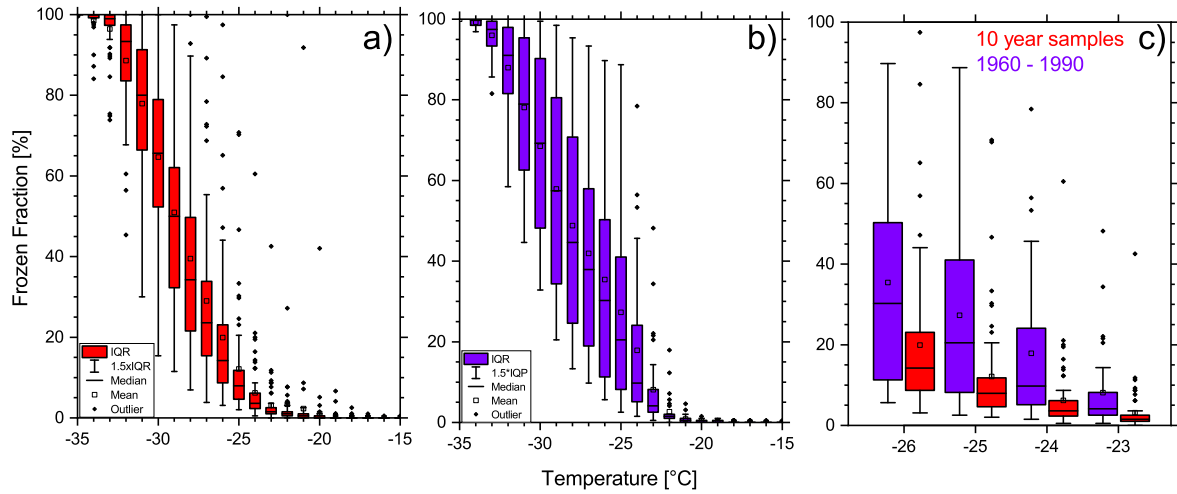 a)
Frozen Fraction [%]
100
80
60
40
20
0
IQR
1.5xIQR
Median
Mean
Outlier
-35
-30
-25
-20
-15
b)
100
80
60
40
20
0
IQR
1.5*IQP
Median
Mean
Outlier
-35
-30
-25
-20
-15
Temperature [°C]
c)
10 year samples
1960 - 1990
100
80
60
40
20
0
-26
-25
-24
-23